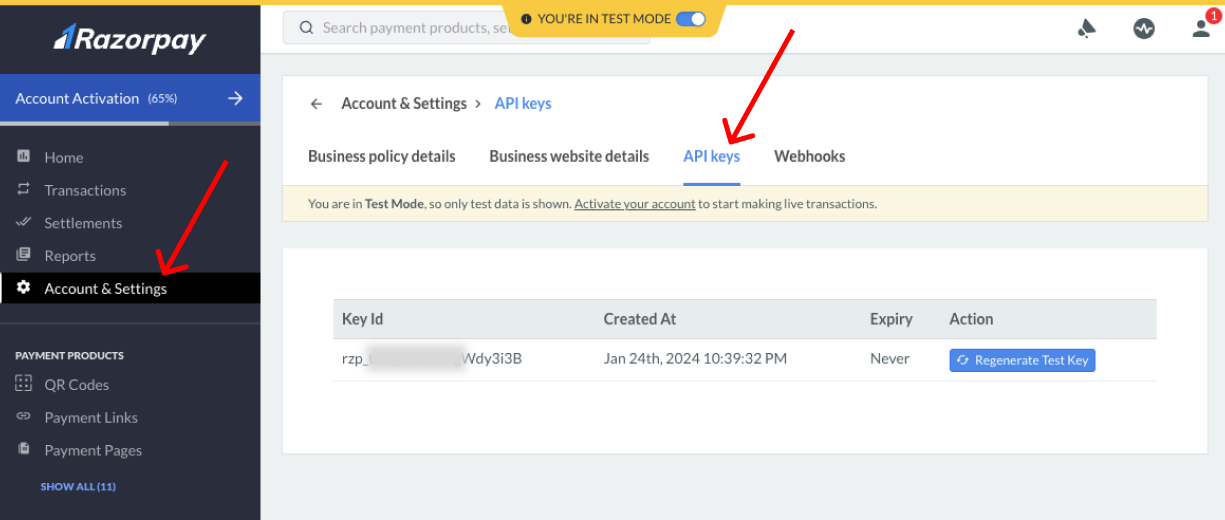 YOU'RE IN TEST MODE
Razorpay
Search payment products,
1
Account Activation (65%)
Account & Settings > API keys
Home
Transactions
Settlements
Reports
Account & Settings
Business policy details Business website details API keys Webhooks
You are in Test Mode, so only test data is shown. Activate your account to start making live transactions.
Key Id Created At Expiry Action
rzp_ Wdy3i3B Jan 24th, 2024 10:39:32 PM Never Regenerate Test Key
PAYMENT PRODUCTS
QR Codes
Payment Links
Payment Pages
SHOW ALL (11)